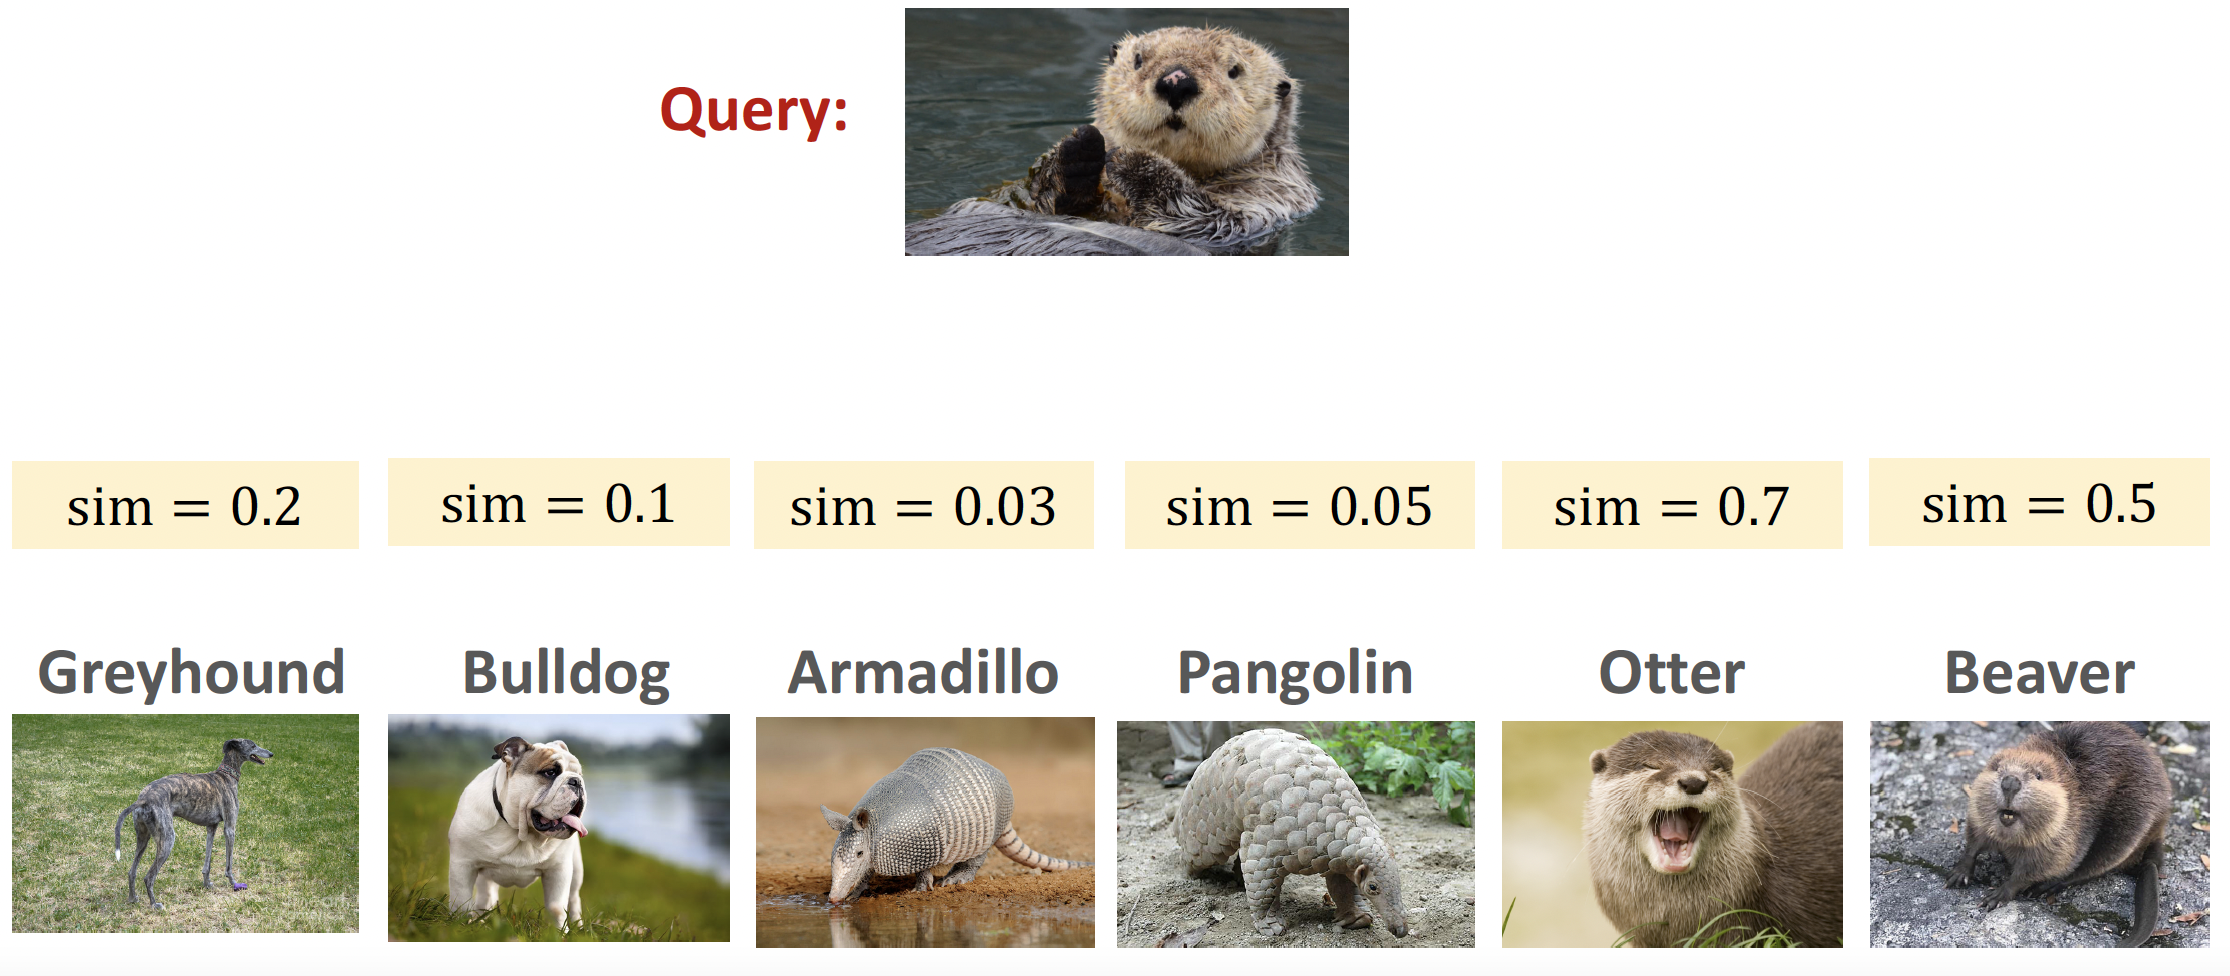 Query:
sim = 0.2
sim = 0.1
sim = 0.03
sim = 0.05
sim = 0.7
sim = 0.5
Greyhound
Bulldog
Armadillo
Pangolin
Otter
Beaver